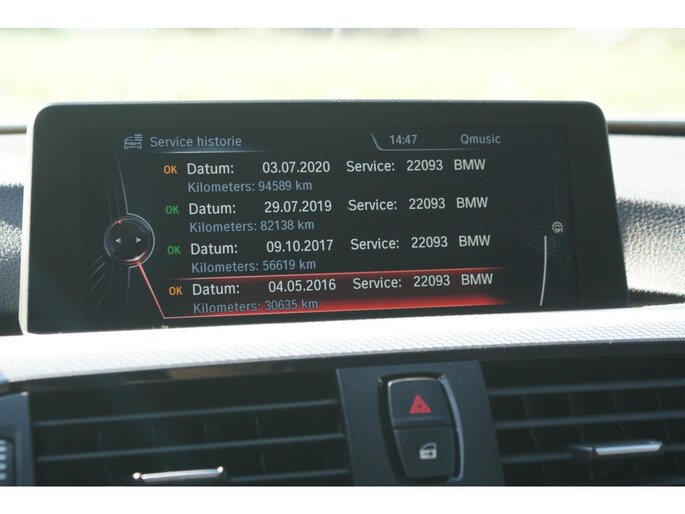 Service historie 14:47 Qmusic
OK Datum: 03.07.2020 Service: 22093 BMW
Kilometers: 94589 km
OK Datum: 29.07.2019 Service: 22093 BMW
Kilometers: 82138 km
OK Datum: 09.10.2017 Service: 22093 BMW
Kilometers: 56619 km
OK Datum: 04.05.2016 Service: 22093 BMW
Kilometers: 30635 km